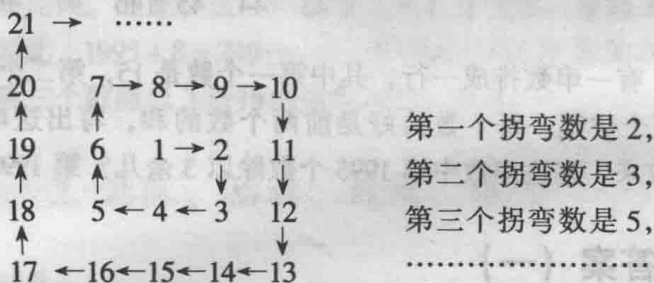 21 → ……
↑
20 7→8→9→10
↑ ↑ ↓
19 6 1→2 11
↑ ↑ ↓ ↓
18 5←4←3 12
↑ ↓
17←16←15←14←13
第一个拐弯数是2,
第二个拐弯数是3,
第三个拐弯数是5,
…………………